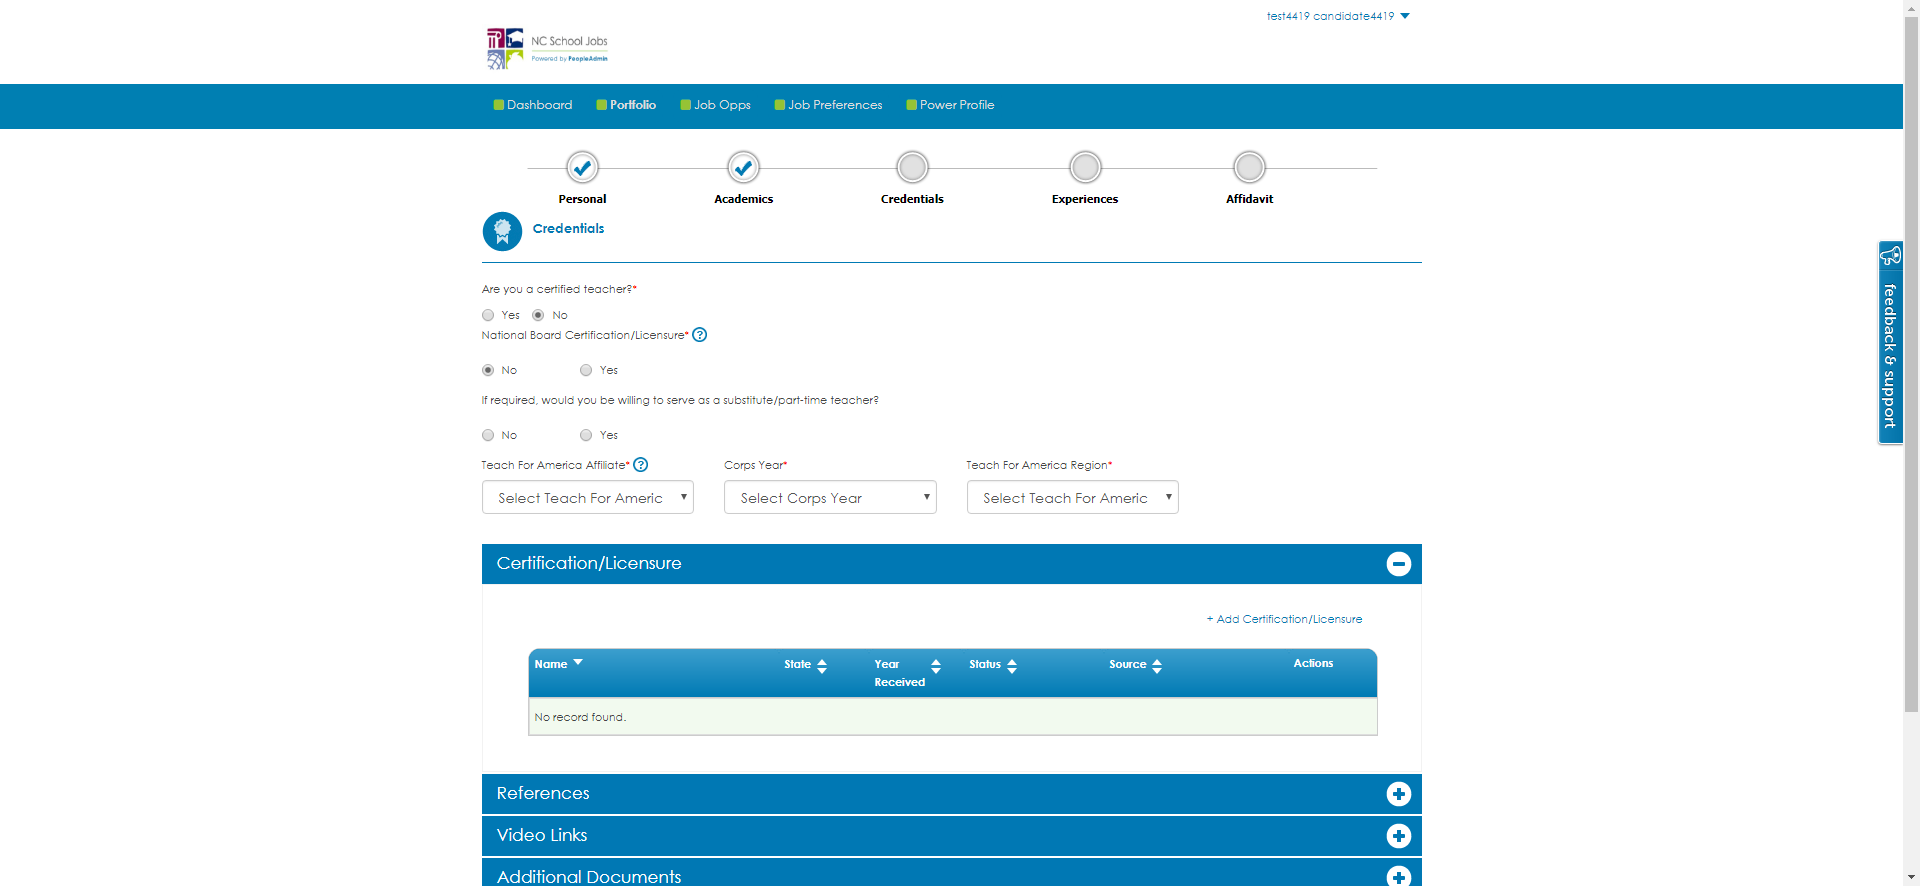 test4419 candidate4419
NC School Jobs
Powered by PeopleAdmin
Dashboard Portfolio Job Opps Job Preferences Power Profile
Personal Academics Credentials Experiences Affidavit
Credentials
Are you a certified teacher?*
Yes No
National Board Certification/Licensure* ?
No Yes
If required, would you be willing to serve as a substitute/part-time teacher?
No Yes
Teach For America Affiliate* ? Corps Year* Teach For America Region*
Select Teach For Americ Select Corps Year Select Teach For Americ
feedback & support
Certification/Licensure
+ Add Certification/Licensure
Name State Year Received Status Source Actions
No record found.
References
Video Links
Additional Documents